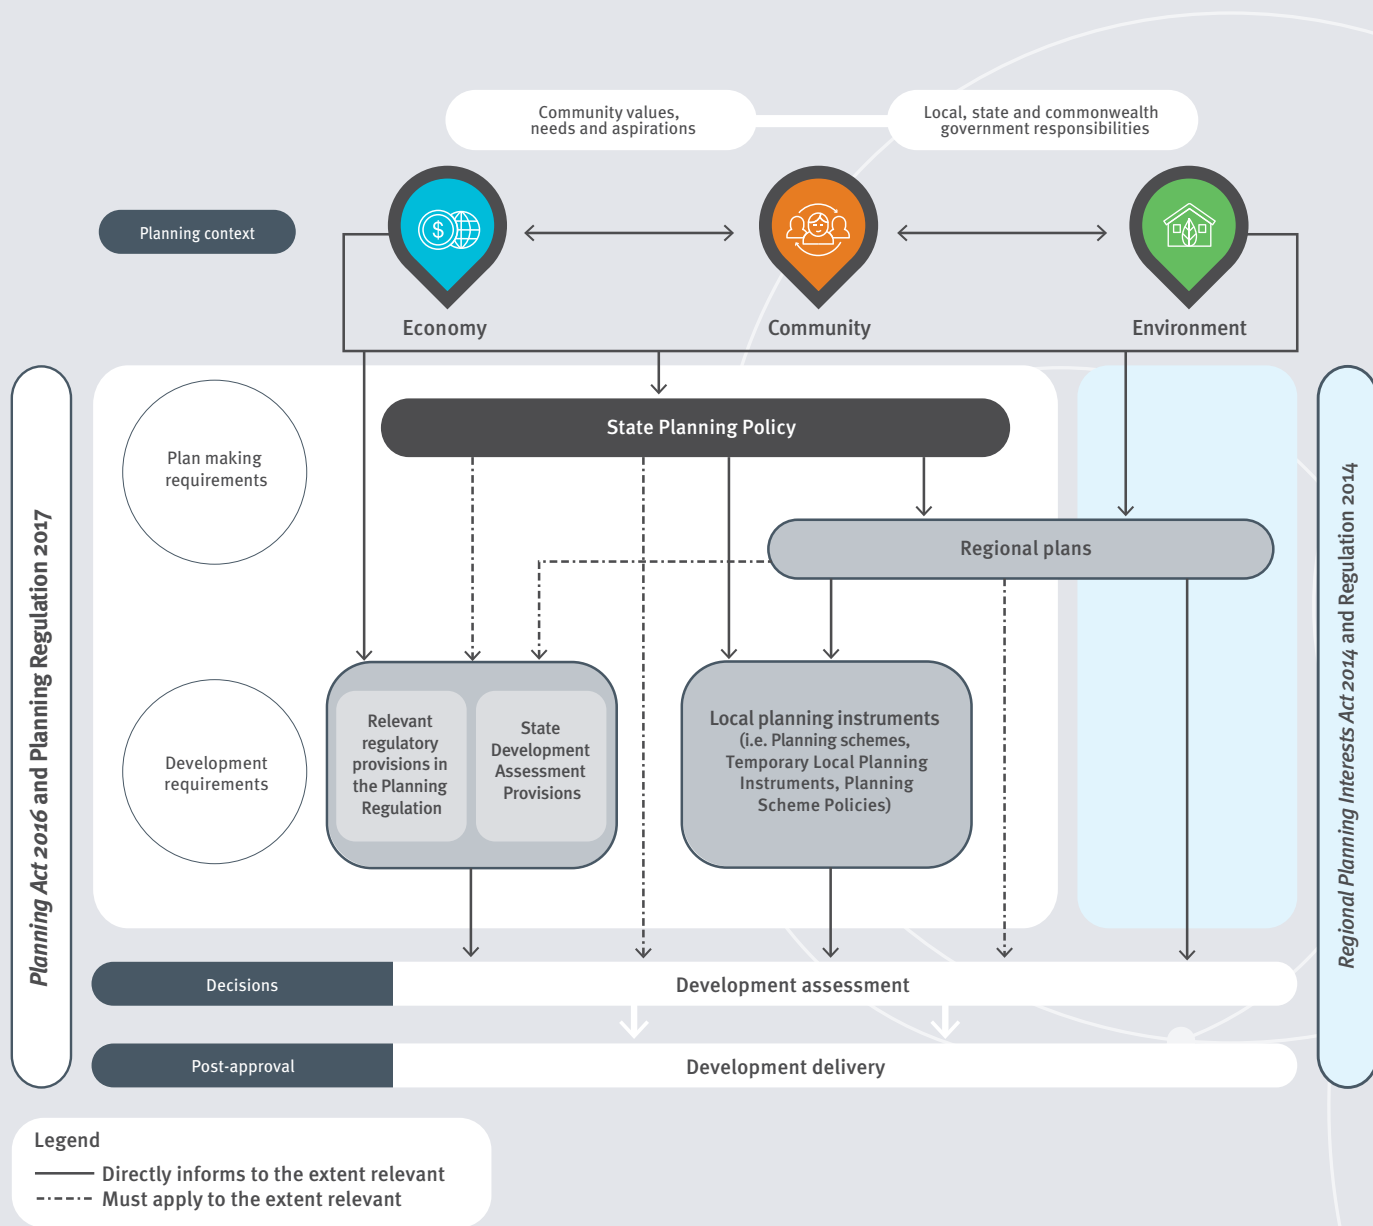 Community values,
needs and aspirations
Local, state and commonwealth
government responsibilities
Planning context
$
Economy
Community
Environment
Planning Act 2016 and Planning Regulation 2017
Regional Planning Interests Act 2014 and Regulation 2014
Plan making
requirements
State Planning Policy
Regional plans
Development
requirements
Relevant
regulatory
provisions in
the Planning
Regulation
State
Development
Assessment
Provisions
Local planning instruments
(i.e. Planning schemes,
Temporary Local Planning
Instruments, Planning
Scheme Policies)
Decisions
Development assessment
Post-approval
Development delivery
Legend
Directly informs to the extent relevant
Must apply to the extent relevant